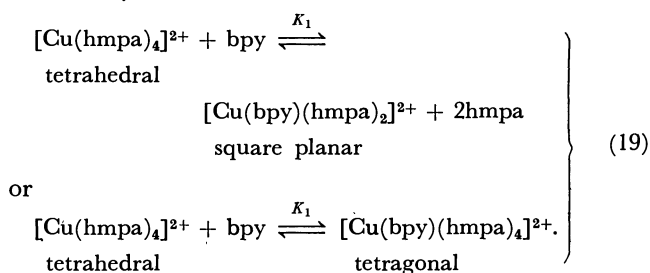 K₁
[Cu(hmpa)₄]²⁺ + bpy ⇌
tetrahedral
[Cu(bpy)(hmpa)₂]²⁺ + 2hmpa
square planar
(19)
or
K₁
[Cu(hmpa)₄]²⁺ + bpy ⇌ [Cu(bpy)(hmpa)₄]²⁺.
tetrahedral tetragonal